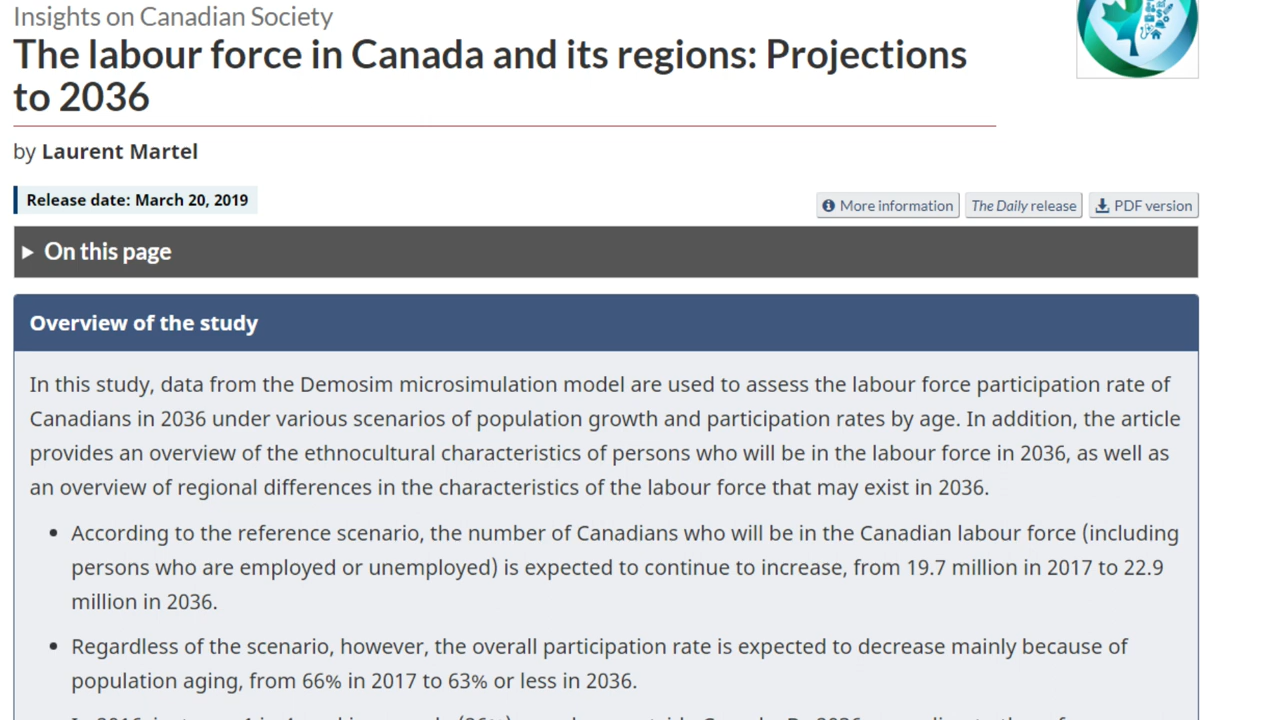 Insights on Canadian Society
The labour force in Canada and its regions: Projections
to 2036
by Laurent Martel
Release date: March 20, 2019
More information
The Daily release
PDF version
On this page
Overview of the study
In this study, data from the Demosim microsimulation model are used to assess the labour force participation rate of
Canadians in 2036 under various scenarios of population growth and participation rates by age. In addition, the article
provides an overview of the ethnocultural characteristics of persons who will be in the labour force in 2036, as well as
an overview of regional differences in the characteristics of the labour force that may exist in 2036.
According to the reference scenario, the number of Canadians who will be in the Canadian labour force (including
persons who are employed or unemployed) is expected to continue to increase, from 19.7 million in 2017 to 22.9
million in 2036.
Regardless of the scenario, however, the overall participation rate is expected to decrease mainly because of
population aging, from 66% in 2017 to 63% or less in 2036.